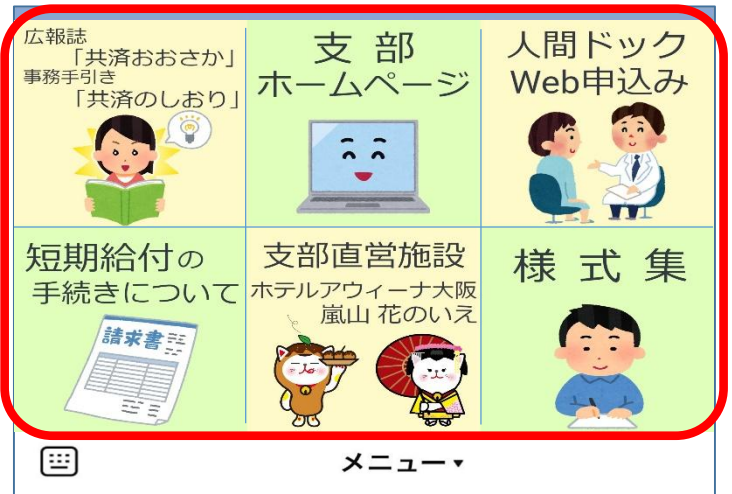 広報誌
「共済おおさか」
事務手引き
「共済のしおり」
支 部
ホームページ
人間ドック
Web申込み
短期給付の
手続きについて
請求書
支部直営施設
ホテルアウィーナ大阪
嵐山 花のいえ
様 式 集
メニュー▼